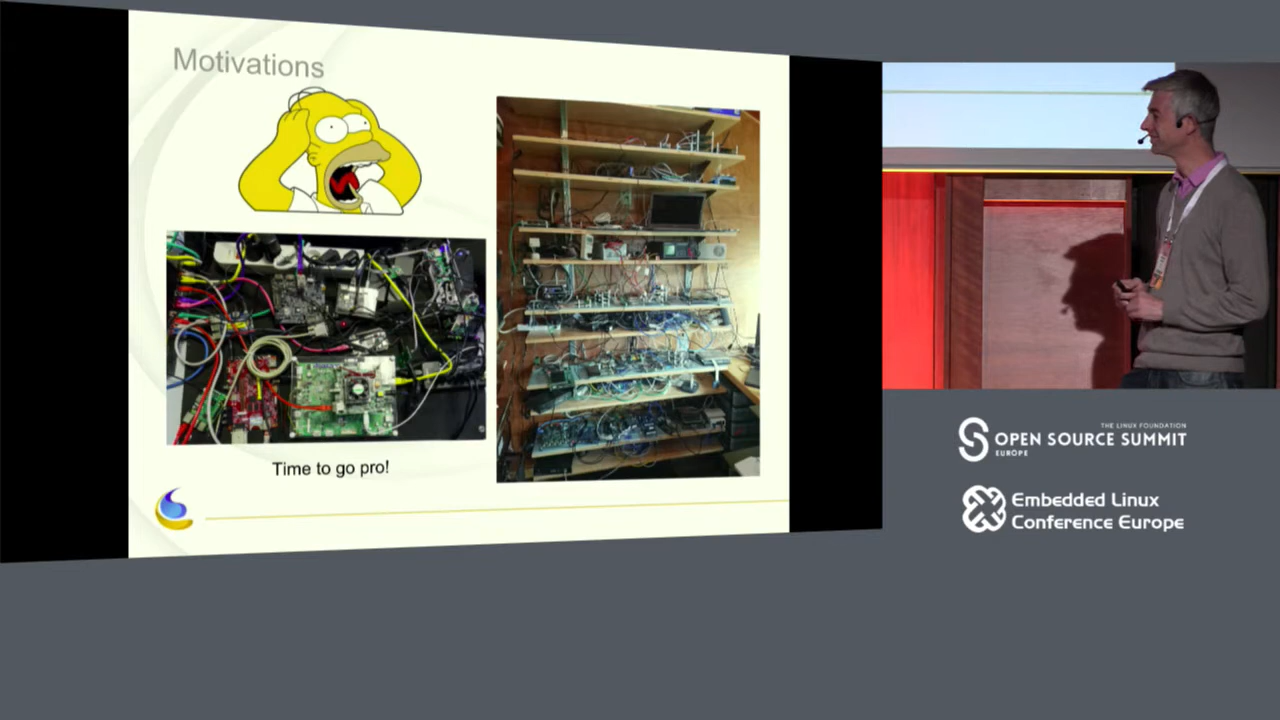 Motivations
Time to go pro!
THE LINUX FOUNDATION
OPEN SOURCE SUMMIT
EUROPE
Embedded Linux
Conference Europe